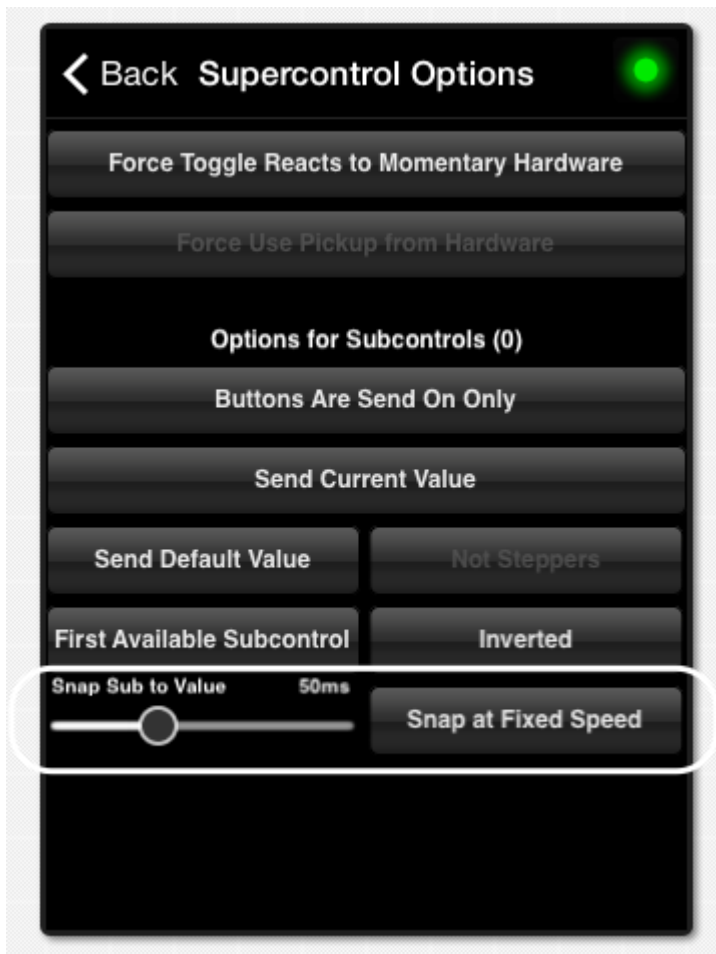 Back Supercontrol Options
Force Toggle Reacts to Momentary Hardware
Force Use Pickup from Hardware
Options for Subcontrols (0)
Buttons Are Send On Only
Send Current Value
Send Default Value Not Steppers
First Available Subcontrol Inverted
Snap Sub to Value 50ms
Snap at Fixed Speed